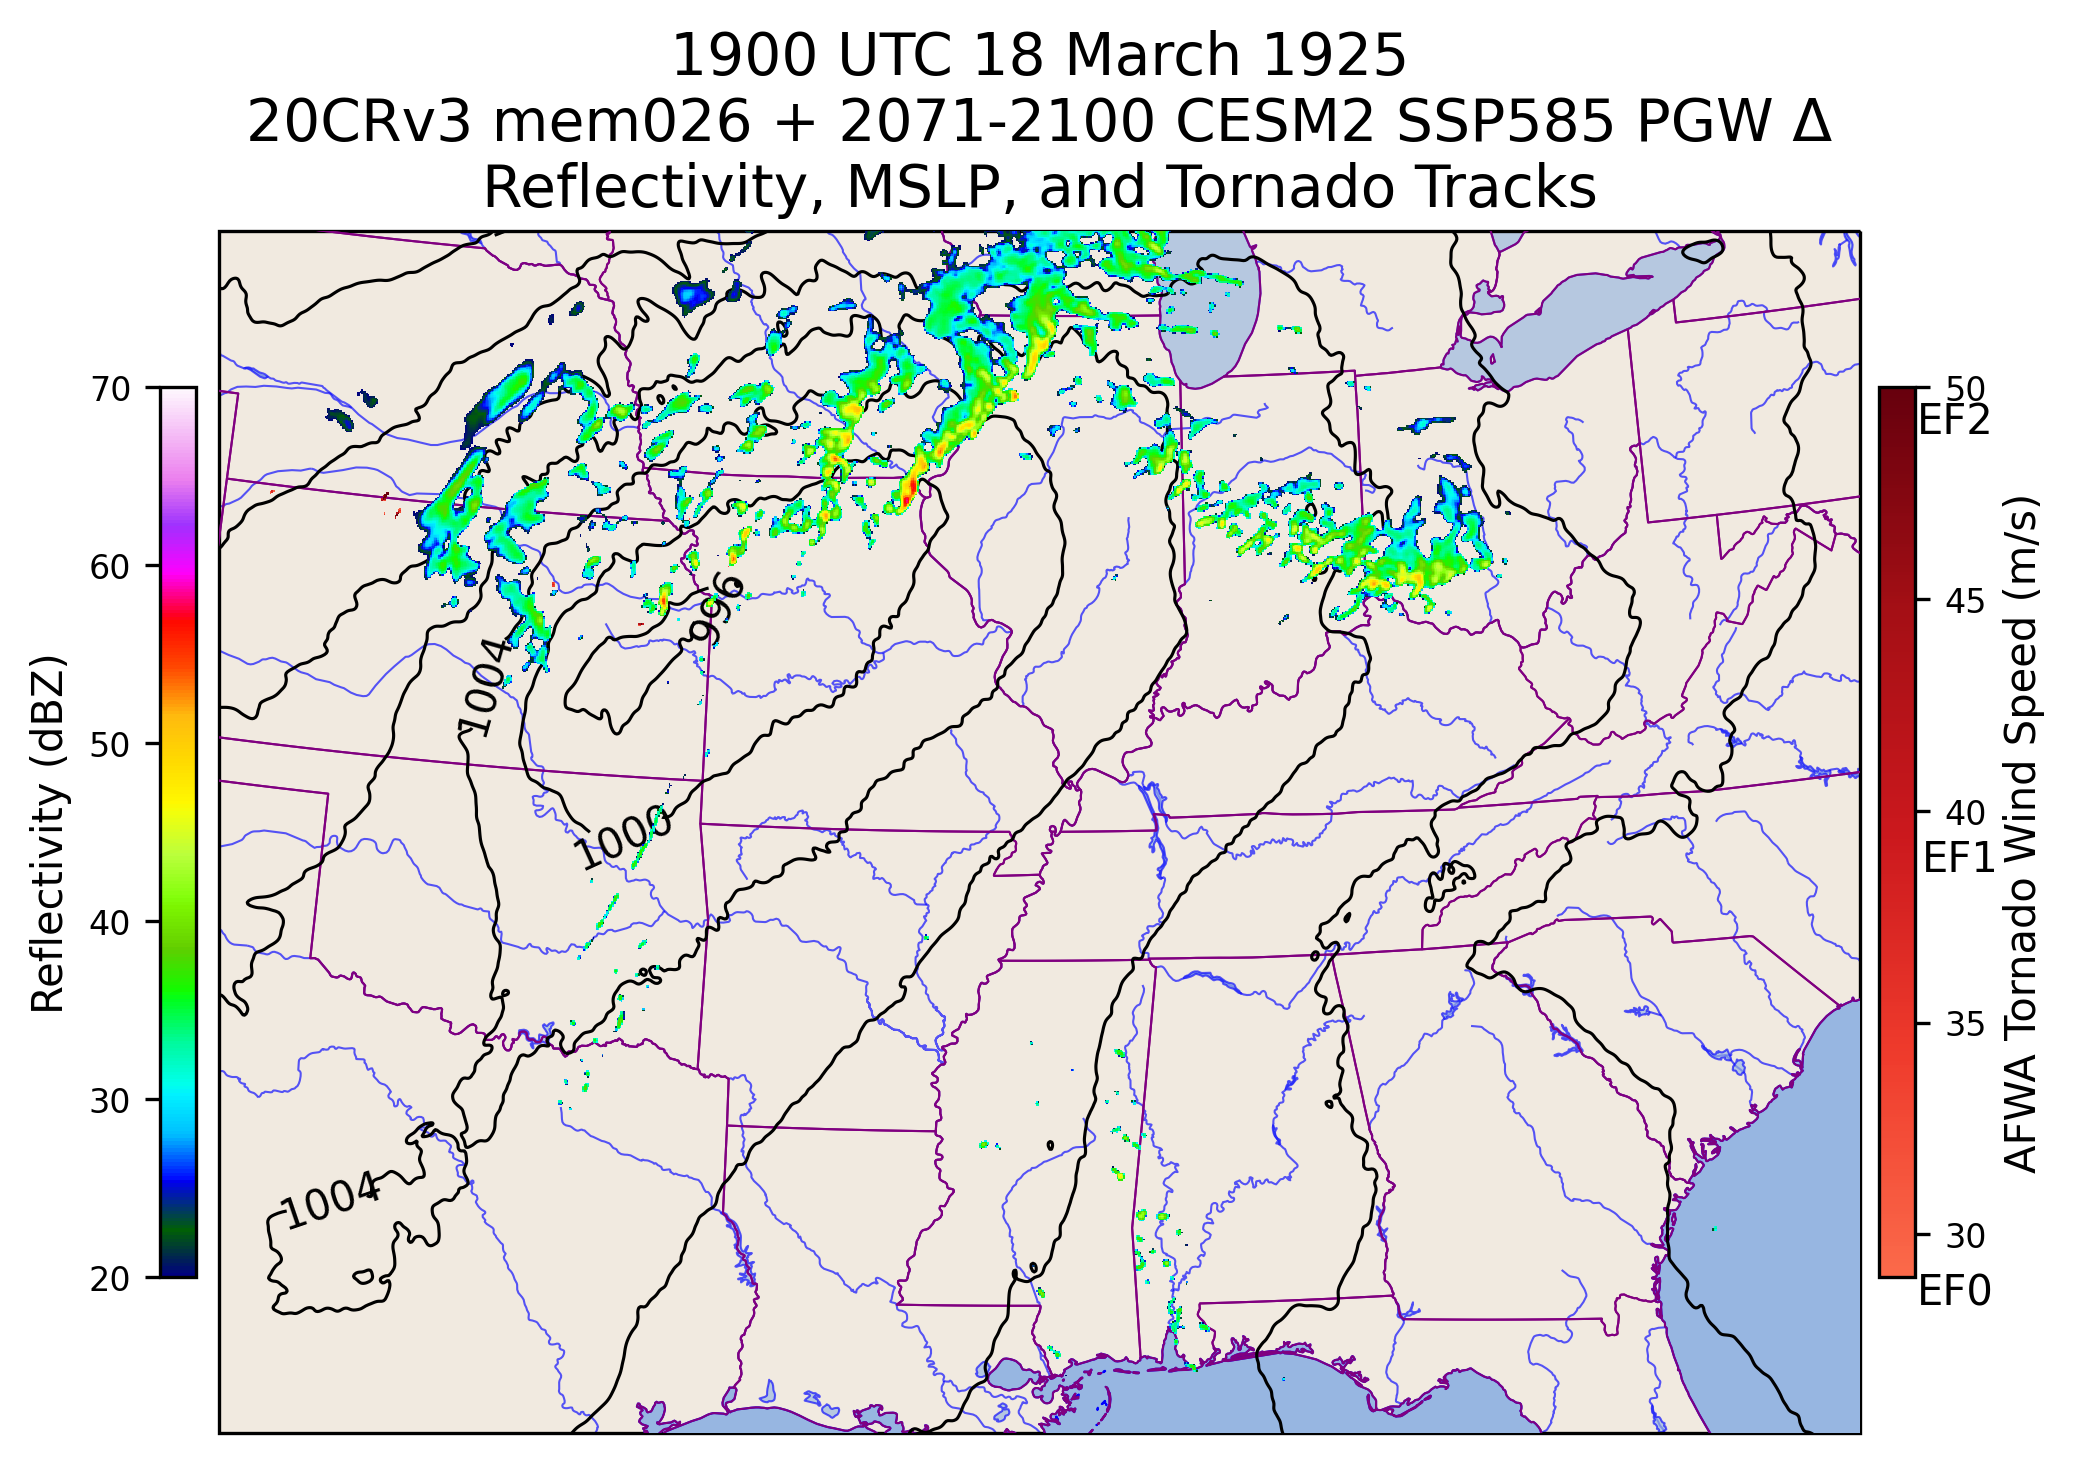 1900 UTC 18 March 1925
20CRv3 mem026 + 2071-2100 CESM2 SSP585 PGW Δ
Reflectivity, MSLP, and Tornado Tracks
70
60
50
40
30
20
Reflectivity (dBZ)
996
1004
1000
1004
50
EF2
45
40
EF1
35
30
EF0
AFWA Tornado Wind Speed (m/s)